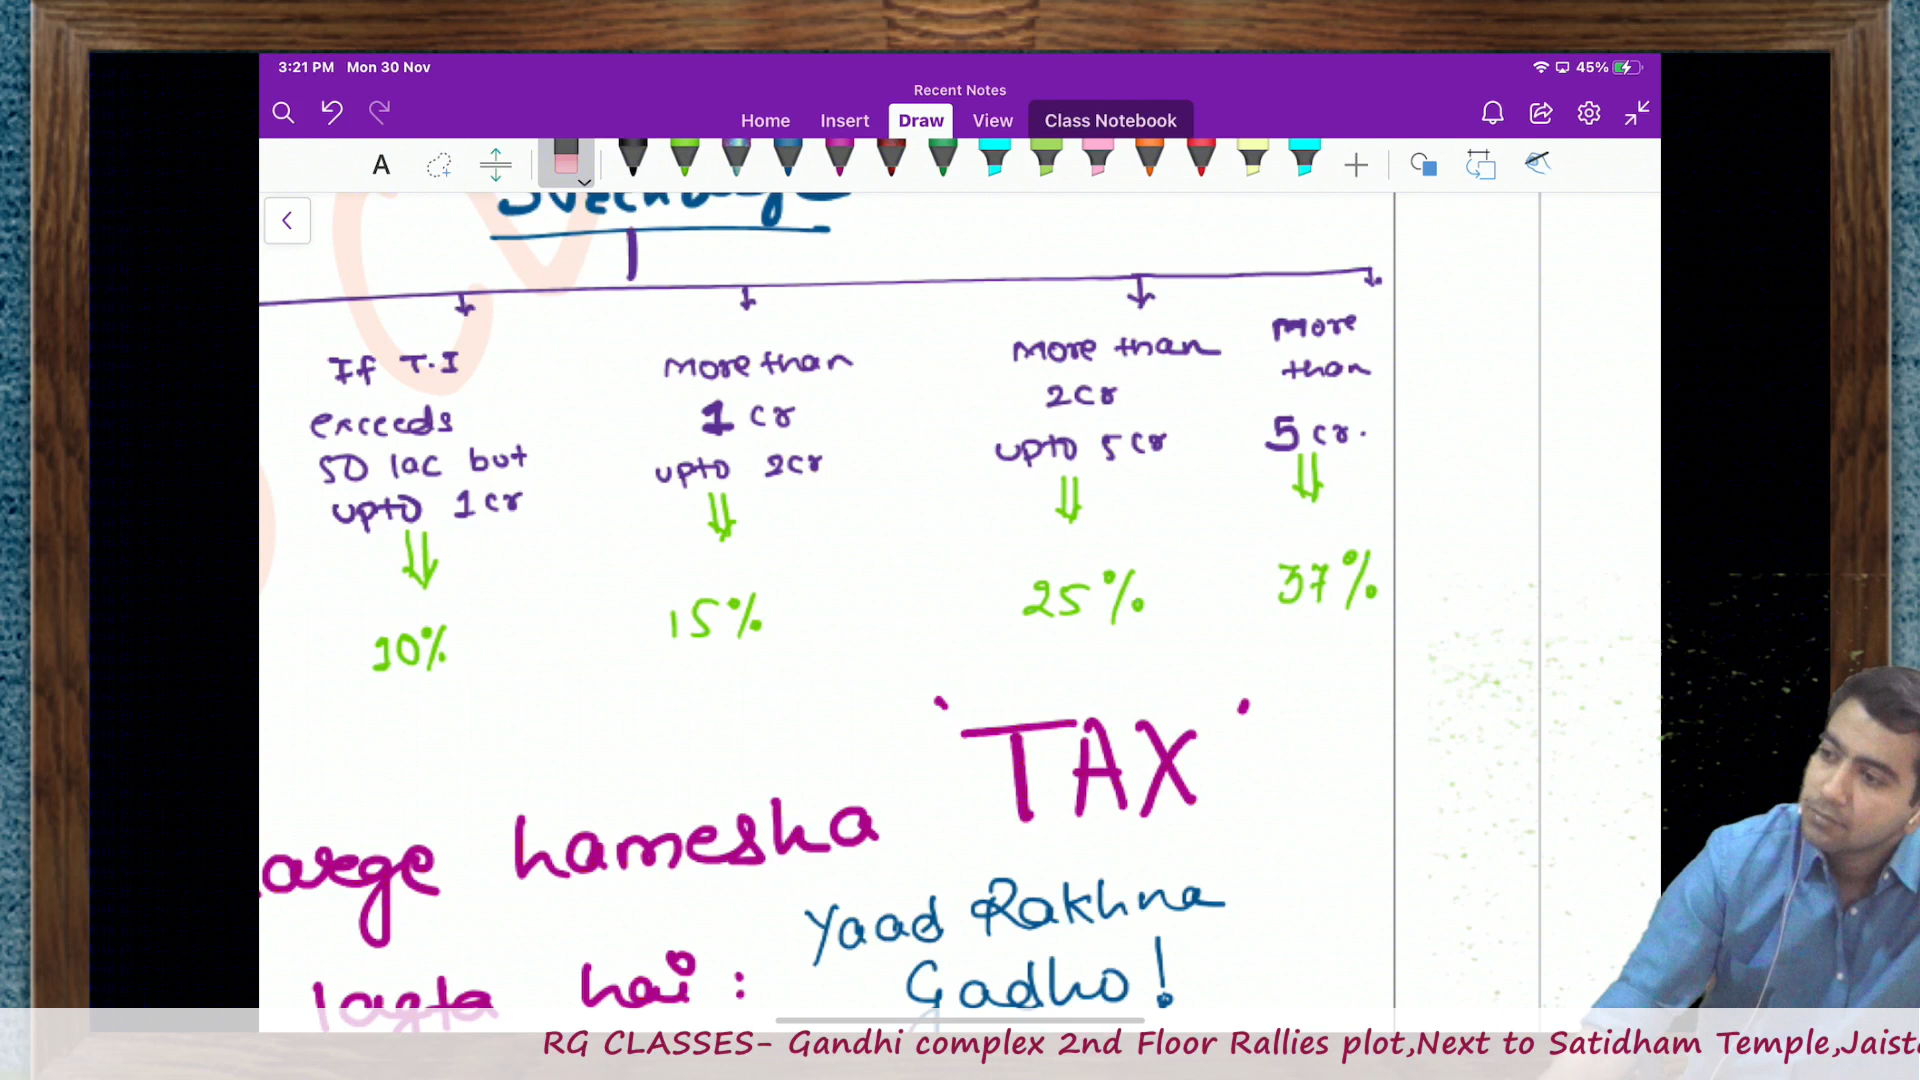 3:21 PM Mon 30 Nov
45%
Recent Notes
Home Insert Draw View Class Notebook
A
If T.I
exceeds
50 lac but
upto 1 cr
10%
More than
1 cr
upto 2cr
15%
More than
2cr
upto 5cr
25%
More
than
5 cr.
37%
'TAX'
arge hamesha
lagta hai :
Yaad Rakhna
Gadho!
RG CLASSES- Gandhi complex 2nd Floor Rallies plot,Next to Satidham Temple,Jaist